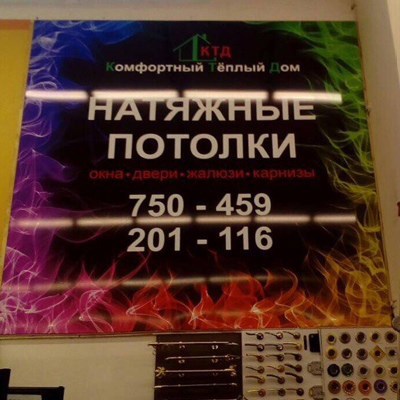 КТД
Комфортный Тёплый Дом
НАТЯЖНЫЕ
ПОТОЛКИ
окна • двери • жалюзи • карнизы
750 - 459
201 - 116